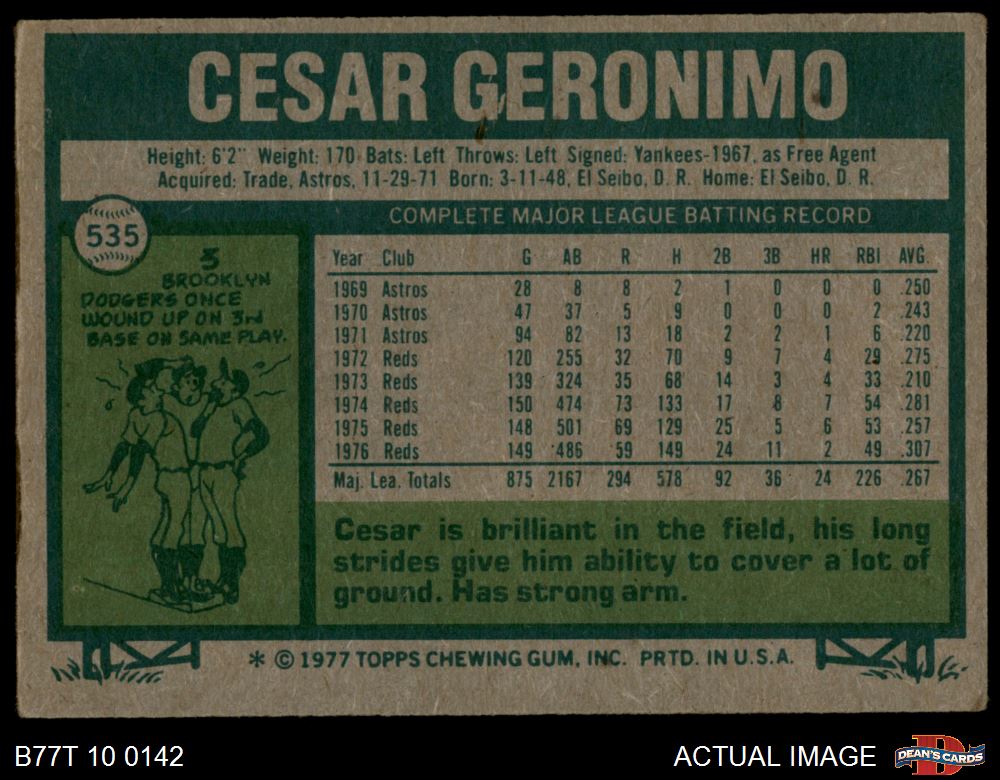 CESAR GERONIMO
Height: 6'2" Weight: 170 Bats: Left Throws: Left Signed: Yankees-1967, as Free Agent
Acquired: Trade, Astros, 11-29-71 Born: 3-11-48, El Seibo, D. R. Home: El Seibo, D. R.
535
COMPLETE MAJOR LEAGUE BATTING RECORD
3
BROOKLYN
DODGERS ONCE
WOUND UP ON 3rd
BASE ON SAME PLAY.
Year Club G AB R H 2B 3B HR RBI AVG.
1969 Astros 28 8 8 2 1 0 0 0 .250
1970 Astros 47 37 5 9 0 0 0 2 .243
1971 Astros 94 82 13 18 2 2 1 6 .220
1972 Reds 120 255 32 70 9 7 4 29 .275
1973 Reds 139 324 35 68 14 3 4 33 .210
1974 Reds 150 474 73 133 17 8 7 54 .281
1975 Reds 148 501 69 129 25 5 6 53 .257
1976 Reds 149 486 59 149 24 11 2 49 .307
Maj. Lea. Totals 875 2167 294 578 92 36 24 226 .267
Cesar is brilliant in the field, his long
strides give him ability to cover a lot of
ground. Has strong arm.
* © 1977 TOPPS CHEWING GUM, INC. PRTD. IN U.S.A.
B77T 10 0142
ACTUAL IMAGE
D
DEAN'S CARDS